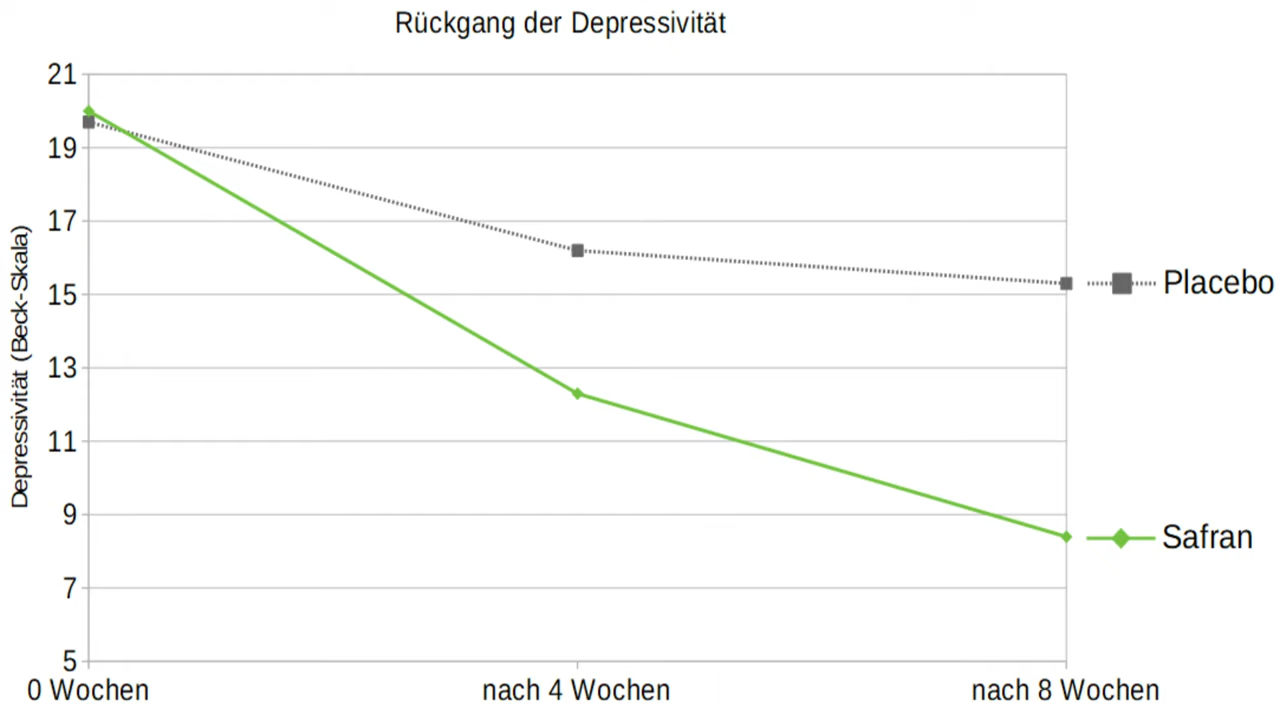 Rückgang der Depressivität
Depressivität (Beck-Skala)
21
19
17
15
13
11
9
7
5
0 Wochen
nach 4 Wochen
nach 8 Wochen
Placebo
Safran